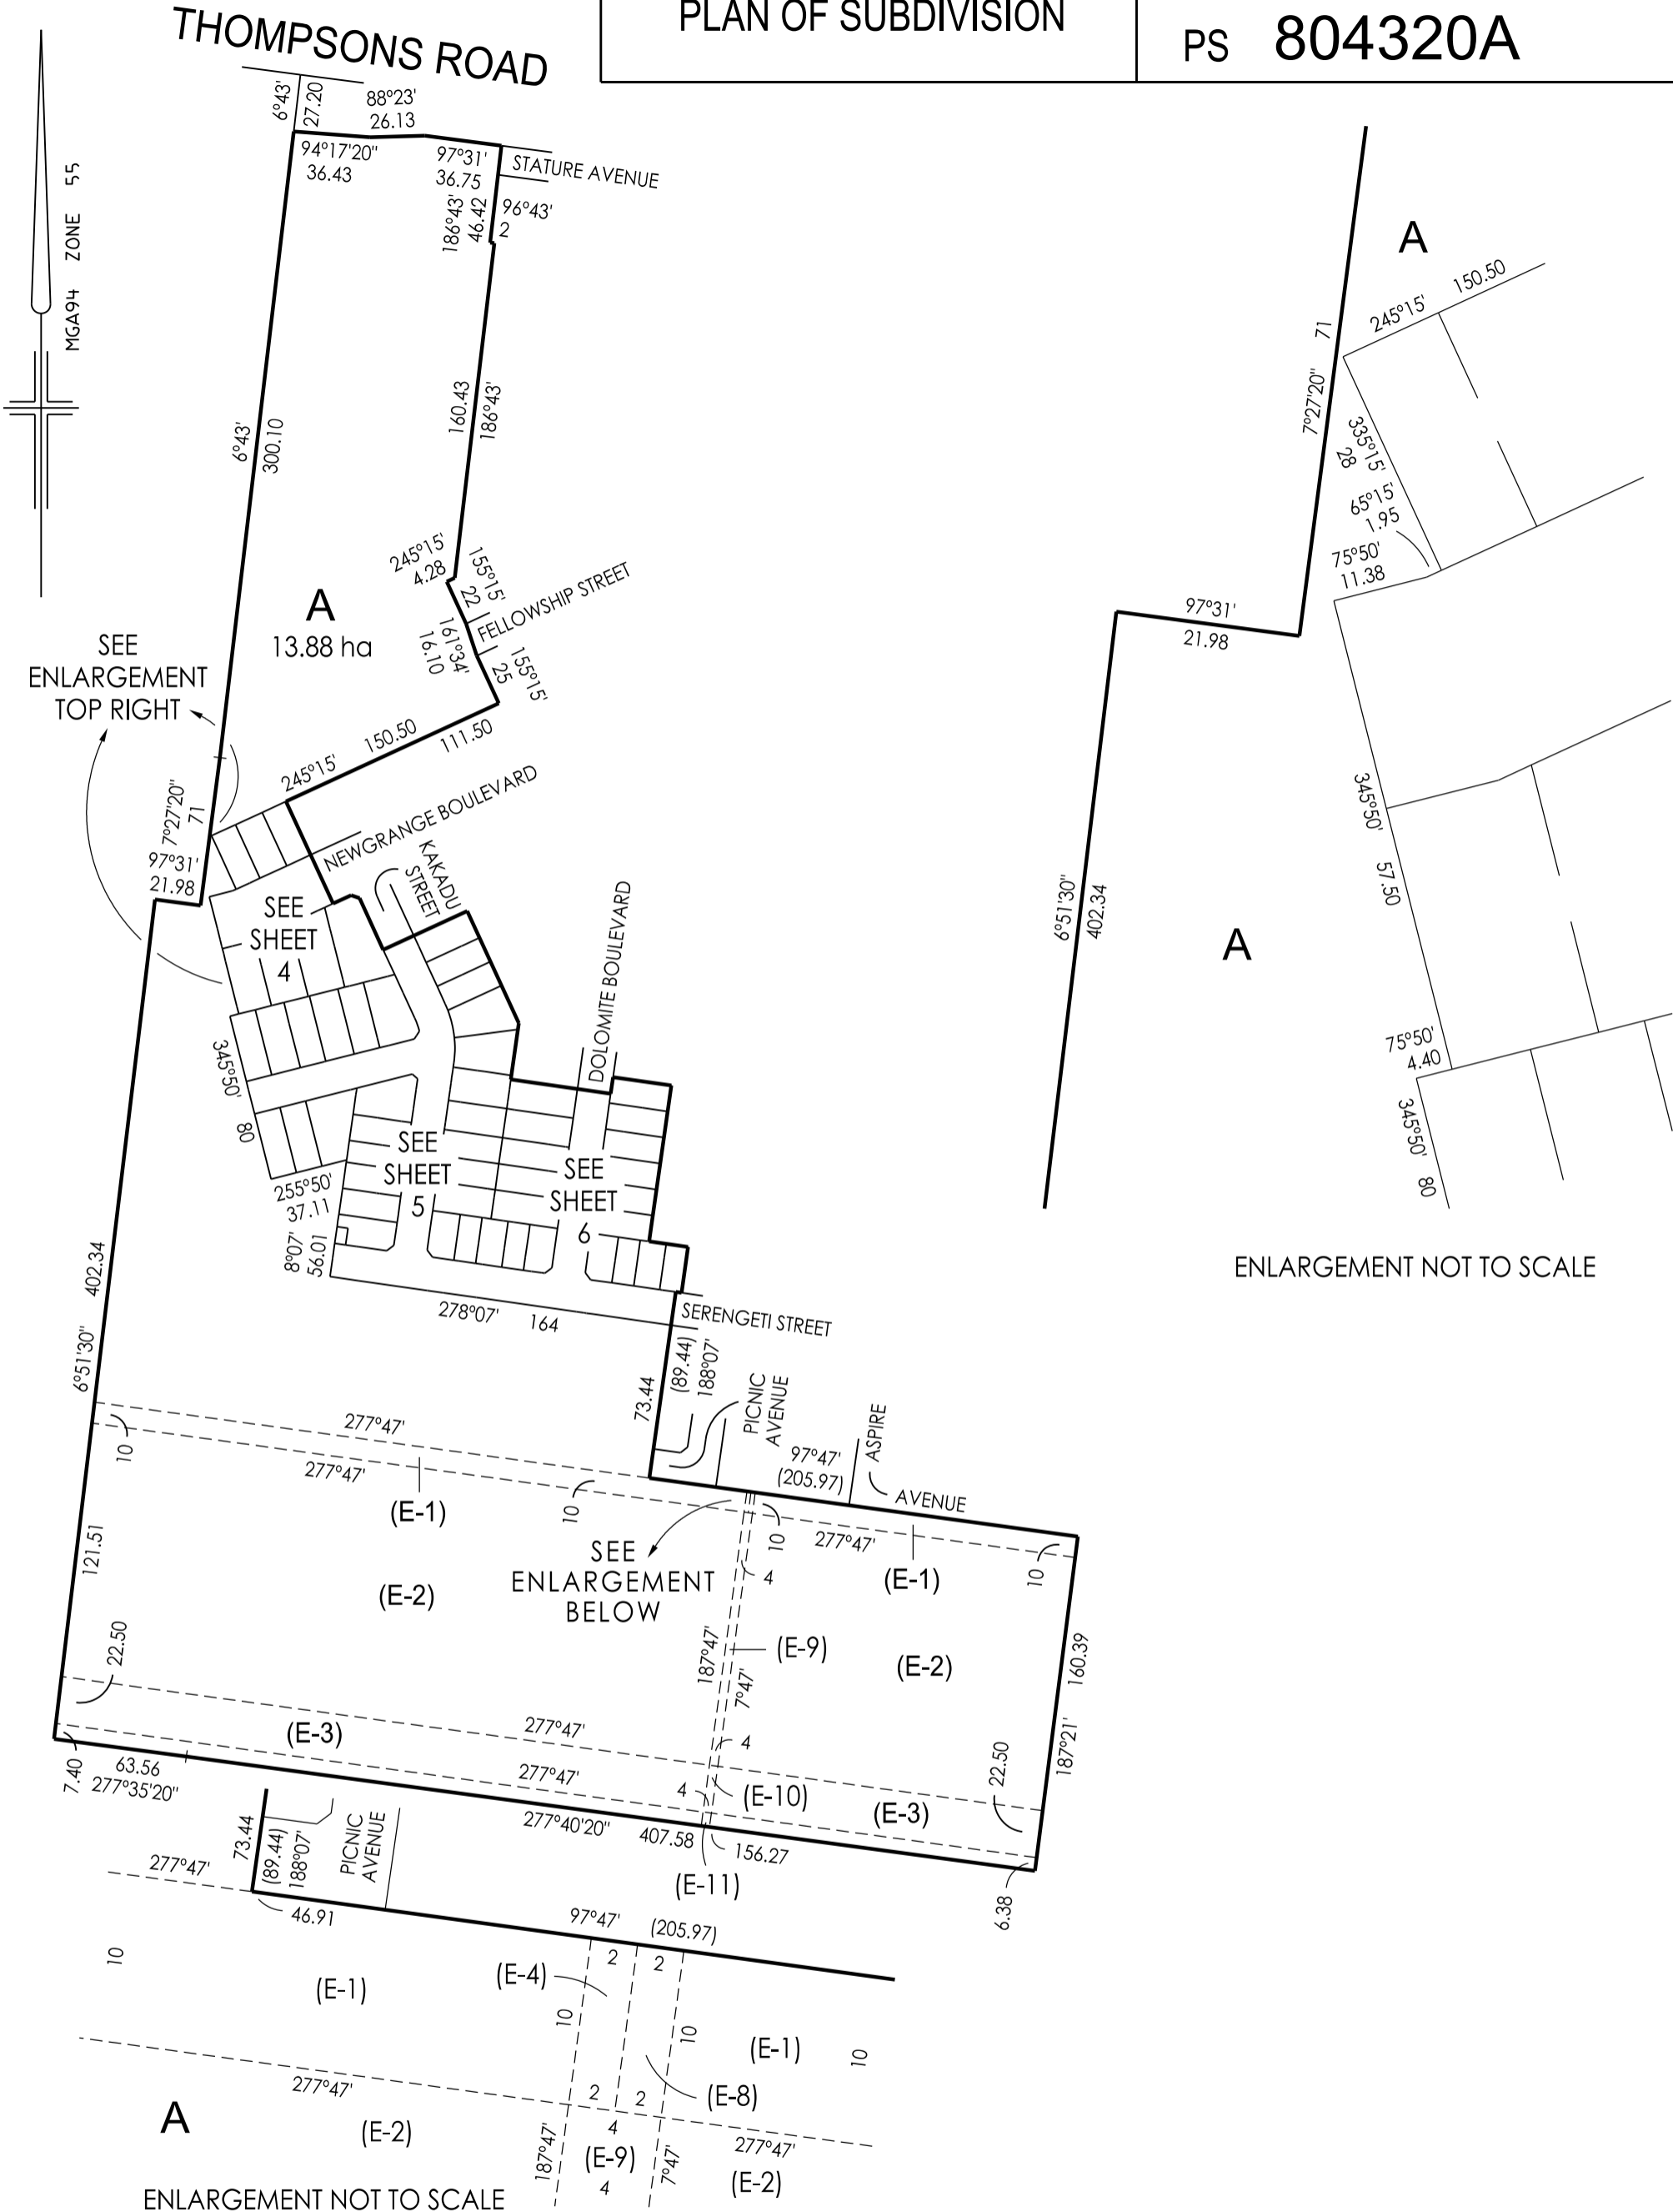 PLAN OF SUBDIVISION
PS 804320A
THOMPSONS ROAD
MGA94 ZONE 55
6°43'
27.20
88°23'
26.13
94°17'20"
36.43
97°31'
36.75
STATURE AVENUE
186°43'
46.42
96°43'
2
6°43'
300.10
160.43
186°43'
245°15'
4.28
155°15'
22
FELLOWSHIP STREET
161°34'
16.10
155°15'
25
A
13.88 ha
SEE
ENLARGEMENT
TOP RIGHT
245°15'
150.50
111.50
NEWGRANGE BOULEVARD
7°27'20"
71
97°31'
21.98
KAKADU
STREET
SEE
SHEET
4
DOLOMITE BOULEVARD
345°50'
80
SEE
SHEET
5
SEE
SHEET
6
255°50'
37.11
8°07'
56.01
278°07'
164
SERENGETI STREET
402.34
6°51'30"
73.44
(89.44)
188°07'
PICNIC
AVENUE
97°47'
(205.97)
ASPIRE
AVENUE
277°47'
10
277°47'
(E-1)
10
10
277°47'
(E-1)
10
SEE
ENLARGEMENT
BELOW
4
121.51
(E-2)
187°47'
(E-9)
7°47'
(E-2)
160.39
187°21'
22.50
(E-3)
277°47'
4
277°47'
4
(E-10)
(E-3)
22.50
7.40
63.56
277°35'20"
277°40'20"
407.58
156.27
(E-11)
6.38
A
245°15'
150.50
7°27'20"
71
335°15'
28
65°15'
1.95
75°50'
11.38
97°31'
21.98
345°50'
57.50
6°51'30"
402.34
A
75°50'
4.40
345°50'
80
ENLARGEMENT NOT TO SCALE
73.44
(89.44)
188°07'
PICNIC
AVENUE
277°47'
46.91
97°47'
(205.97)
10
(E-1)
(E-4)
2
2
10
10
(E-1)
10
(E-8)
277°47'
2
2
A
(E-2)
187°47'
4
(E-9)
4
7°47'
277°47'
(E-2)
ENLARGEMENT NOT TO SCALE